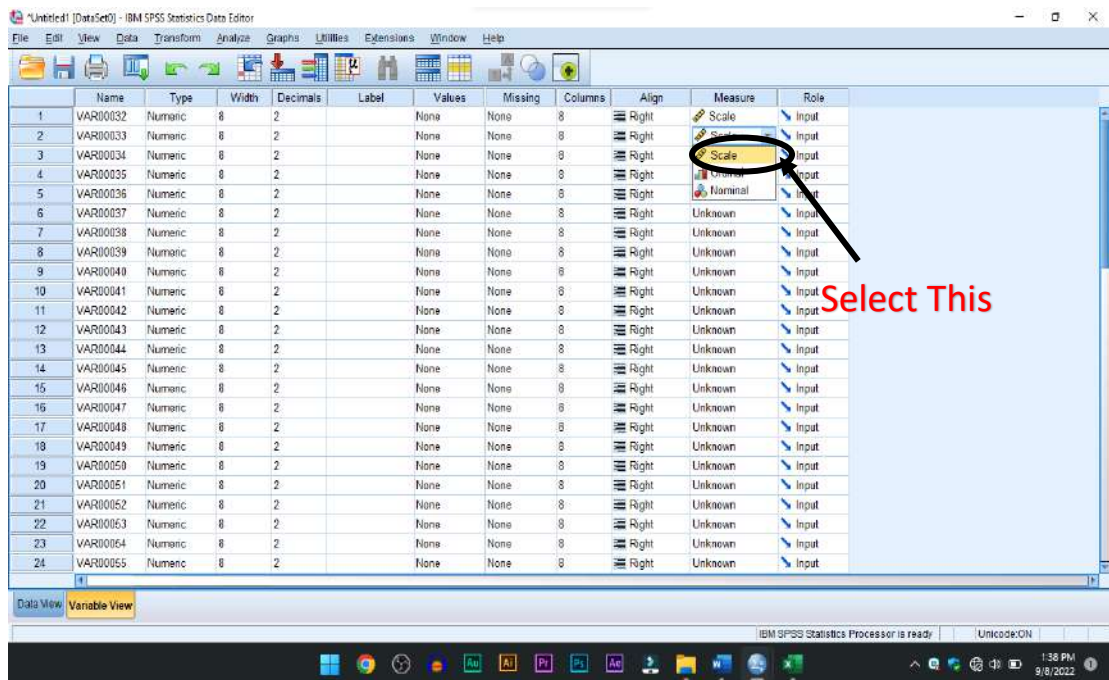 *Untitled1 [DataSet0] - IBM SPSS Statistics Data Editor
File Edit View Data Transform Analyze Graphs Utilities Extensions Window Help
Name Type Width Decimals Label Values Missing Columns Align Measure Role
1 VAR00032 Numeric 8 2 None None 8 Right Scale Input
2 VAR00033 Numeric 8 2 None None 8 Right Scale Input
3 VAR00034 Numeric 8 2 None None 8 Right Scale Input
4 VAR00035 Numeric 8 2 None None 8 Right Ordinal Input
5 VAR00036 Numeric 8 2 None None 8 Right Nominal Input
6 VAR00037 Numeric 8 2 None None 8 Right Unknown Input
7 VAR00038 Numeric 8 2 None None 8 Right Unknown Input
8 VAR00039 Numeric 8 2 None None 8 Right Unknown Input
9 VAR00040 Numeric 8 2 None None 8 Right Unknown Input
10 VAR00041 Numeric 8 2 None None 8 Right Unknown Input
Select This
11 VAR00042 Numeric 8 2 None None 8 Right Unknown Input
12 VAR00043 Numeric 8 2 None None 8 Right Unknown Input
13 VAR00044 Numeric 8 2 None None 8 Right Unknown Input
14 VAR00045 Numeric 8 2 None None 8 Right Unknown Input
15 VAR00046 Numeric 8 2 None None 8 Right Unknown Input
16 VAR00047 Numeric 8 2 None None 8 Right Unknown Input
17 VAR00048 Numeric 8 2 None None 8 Right Unknown Input
18 VAR00049 Numeric 8 2 None None 8 Right Unknown Input
19 VAR00050 Numeric 8 2 None None 8 Right Unknown Input
20 VAR00051 Numeric 8 2 None None 8 Right Unknown Input
21 VAR00052 Numeric 8 2 None None 8 Right Unknown Input
22 VAR00053 Numeric 8 2 None None 8 Right Unknown Input
23 VAR00054 Numeric 8 2 None None 8 Right Unknown Input
24 VAR00055 Numeric 8 2 None None 8 Right Unknown Input
Data View Variable View
IBM SPSS Statistics Processor is ready Unicode:ON
Au Ai Pr Ps Ae
1:38 PM
9/8/2022